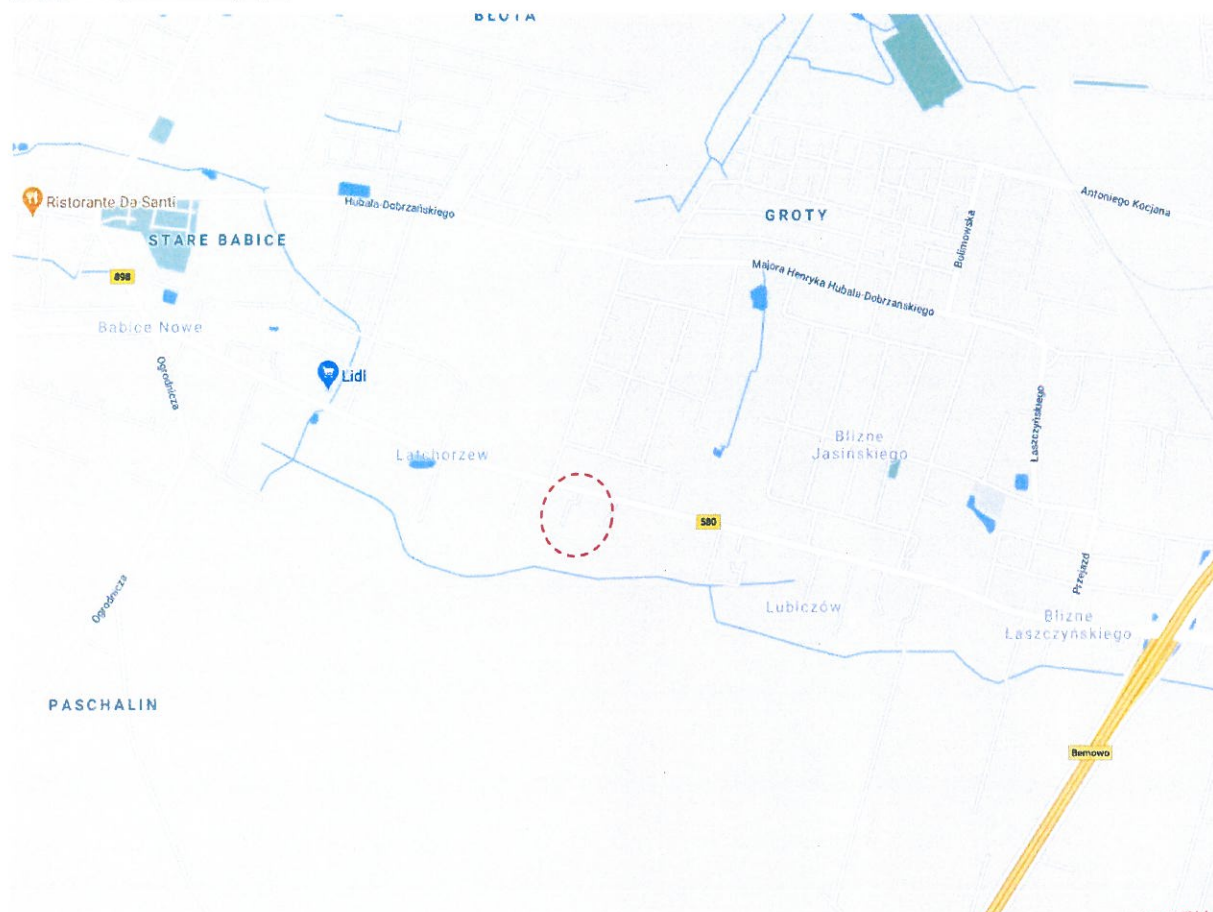 BŁOTA
Ristorante Da Santi
Hubala-Dobrzańskiego
Antoniego Kocjana
GROTY
STARE BABICE
Bolimowska
898
Majora Henryka Hubala-Dobrzańskiego
Babice Nowe
Ogrodnicza
Lidl
Łaszczyńskiego
Blizne
Jasińskiego
Latchorzew
580
Ogrodnicza
Przejazd
Lubiczów
Blizne
Łaszczyńskiego
PASCHALIN
Bemowo